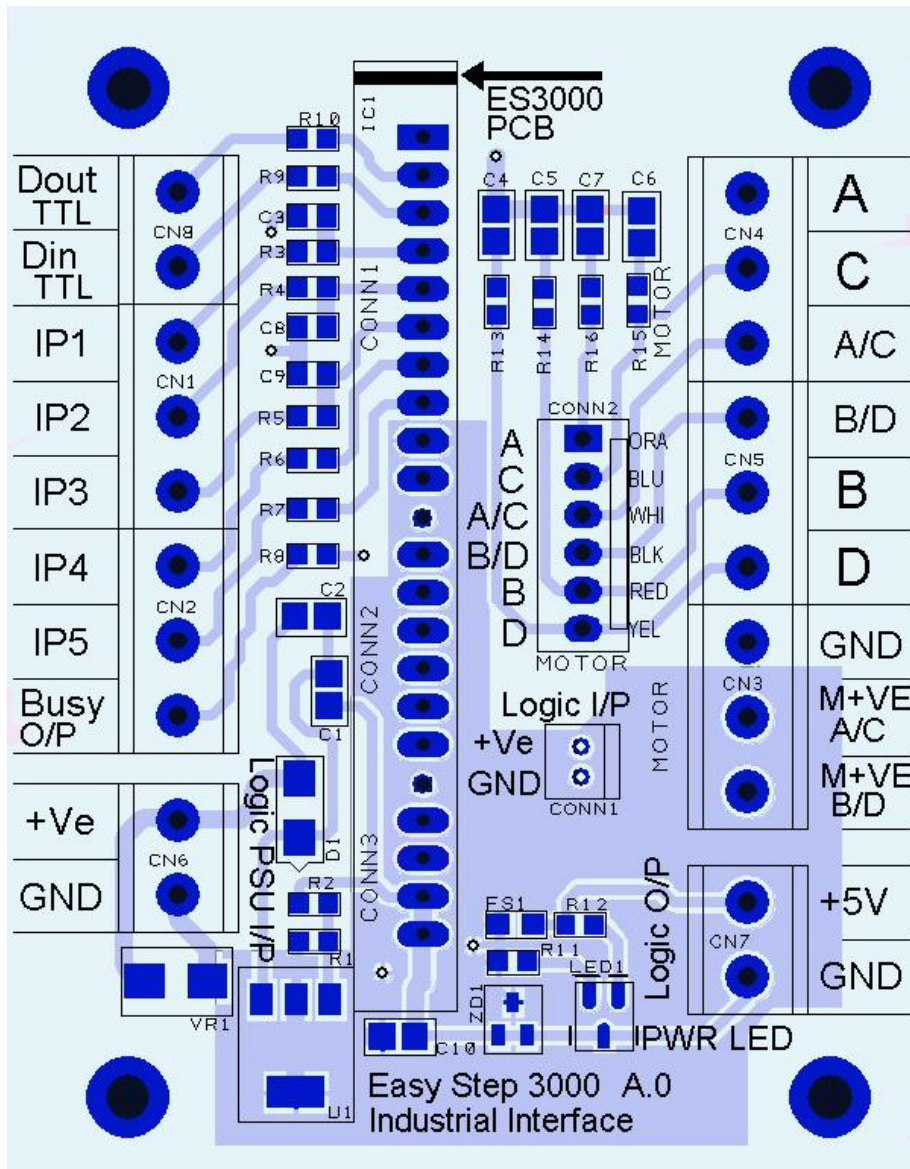 ES3000
PCB
IC1
R10
R9
C3
R3
R4
C8
C9
R5
R6
R7
R8
C2
C1
D1
R2
R1
VR1
U1
C10
CONN1
CONN2
CONN3
Dout
TTL
Din
TTL
IP1
IP2
IP3
IP4
IP5
Busy
O/P
CN8
CN1
CN2
+Ve
GND
CN6
Logic PSU I/P
C4
C5
C7
C6
R13
R14
R16
R15
MOTOR
CONN2
A
C
A/C
B/D
B
D
ORA
BLU
WHI
BLK
RED
YEL
MOTOR
Logic I/P
+Ve
GND
CONN1
CN4
CN5
CN3
MOTOR
A
C
A/C
B/D
B
D
GND
M+VE
A/C
M+VE
B/D
+5V
GND
CN7
Logic O/P
R12
R11
LED1
ZD1
PWR LED
Easy Step 3000 A.0
Industrial Interface